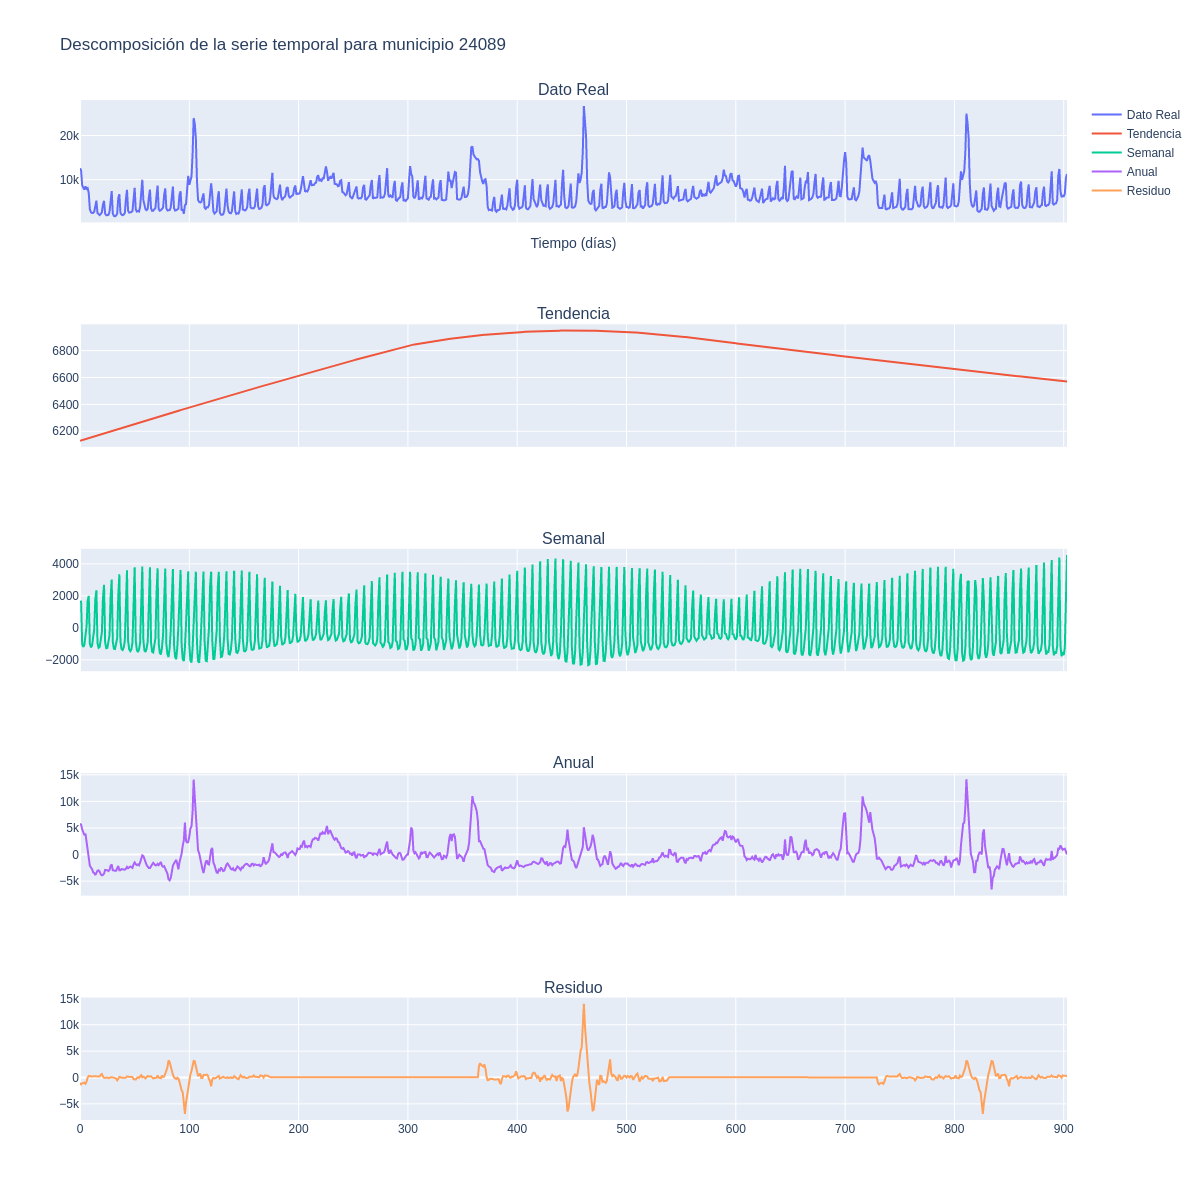 Descomposición de la serie temporal para municipio 24089
Dato Real
20k
10k
Tiempo (días)
Dato Real
Tendencia
Semanal
Anual
Residuo
Tendencia
6800
6600
6400
6200
Semanal
4000
2000
0
−2000
Anual
15k
10k
5k
0
−5k
Residuo
15k
10k
5k
0
−5k
0 100 200 300 400 500 600 700 800 900